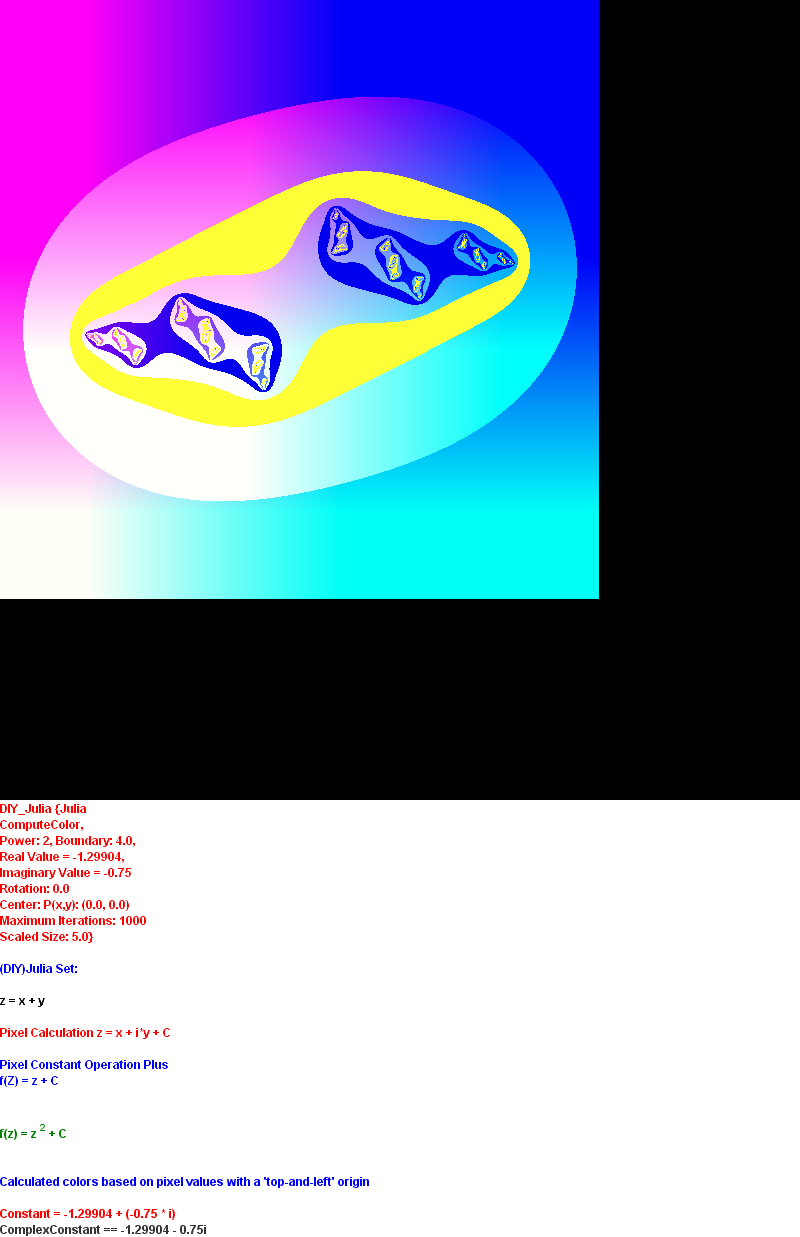 DIY_Julia {Julia
ComputeColor,
Power: 2, Boundary: 4.0,
Real Value = -1.29904,
Imaginary Value = -0.75
Rotation: 0.0
Center: P(x,y): (0.0, 0.0)
Maximum Iterations: 1000
Scaled Size: 5.0}
(DIY)Julia Set:
z = x + y
Pixel Calculation z = x + i*y + C
Pixel Constant Operation Plus
f(Z) = z + C
f(z) = z ² + C
Calculated colors based on pixel values with a 'top-and-left' origin
Constant = -1.29904 + (-0.75 * i)
ComplexConstant == -1.29904 - 0.75i